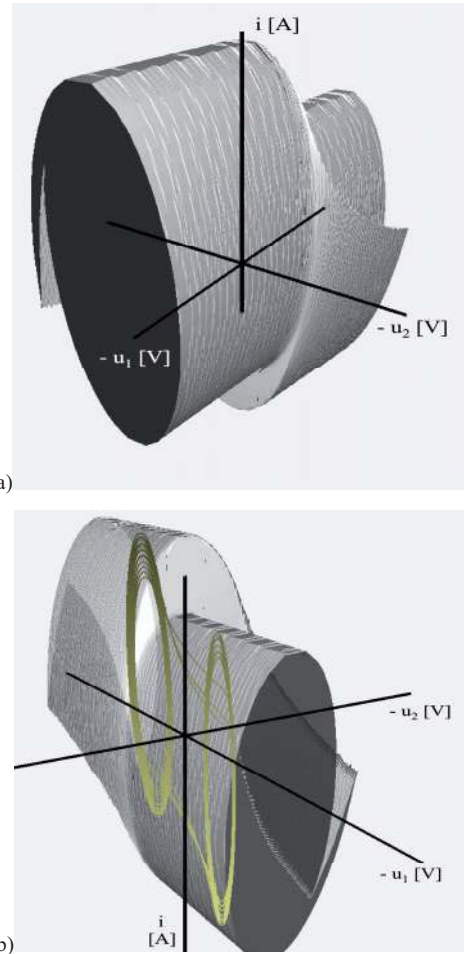 i [A]
- u₂ [V]
- u₁ [V]
a)
- u₂ [V]
- u₁ [V]
i
[A]
b)